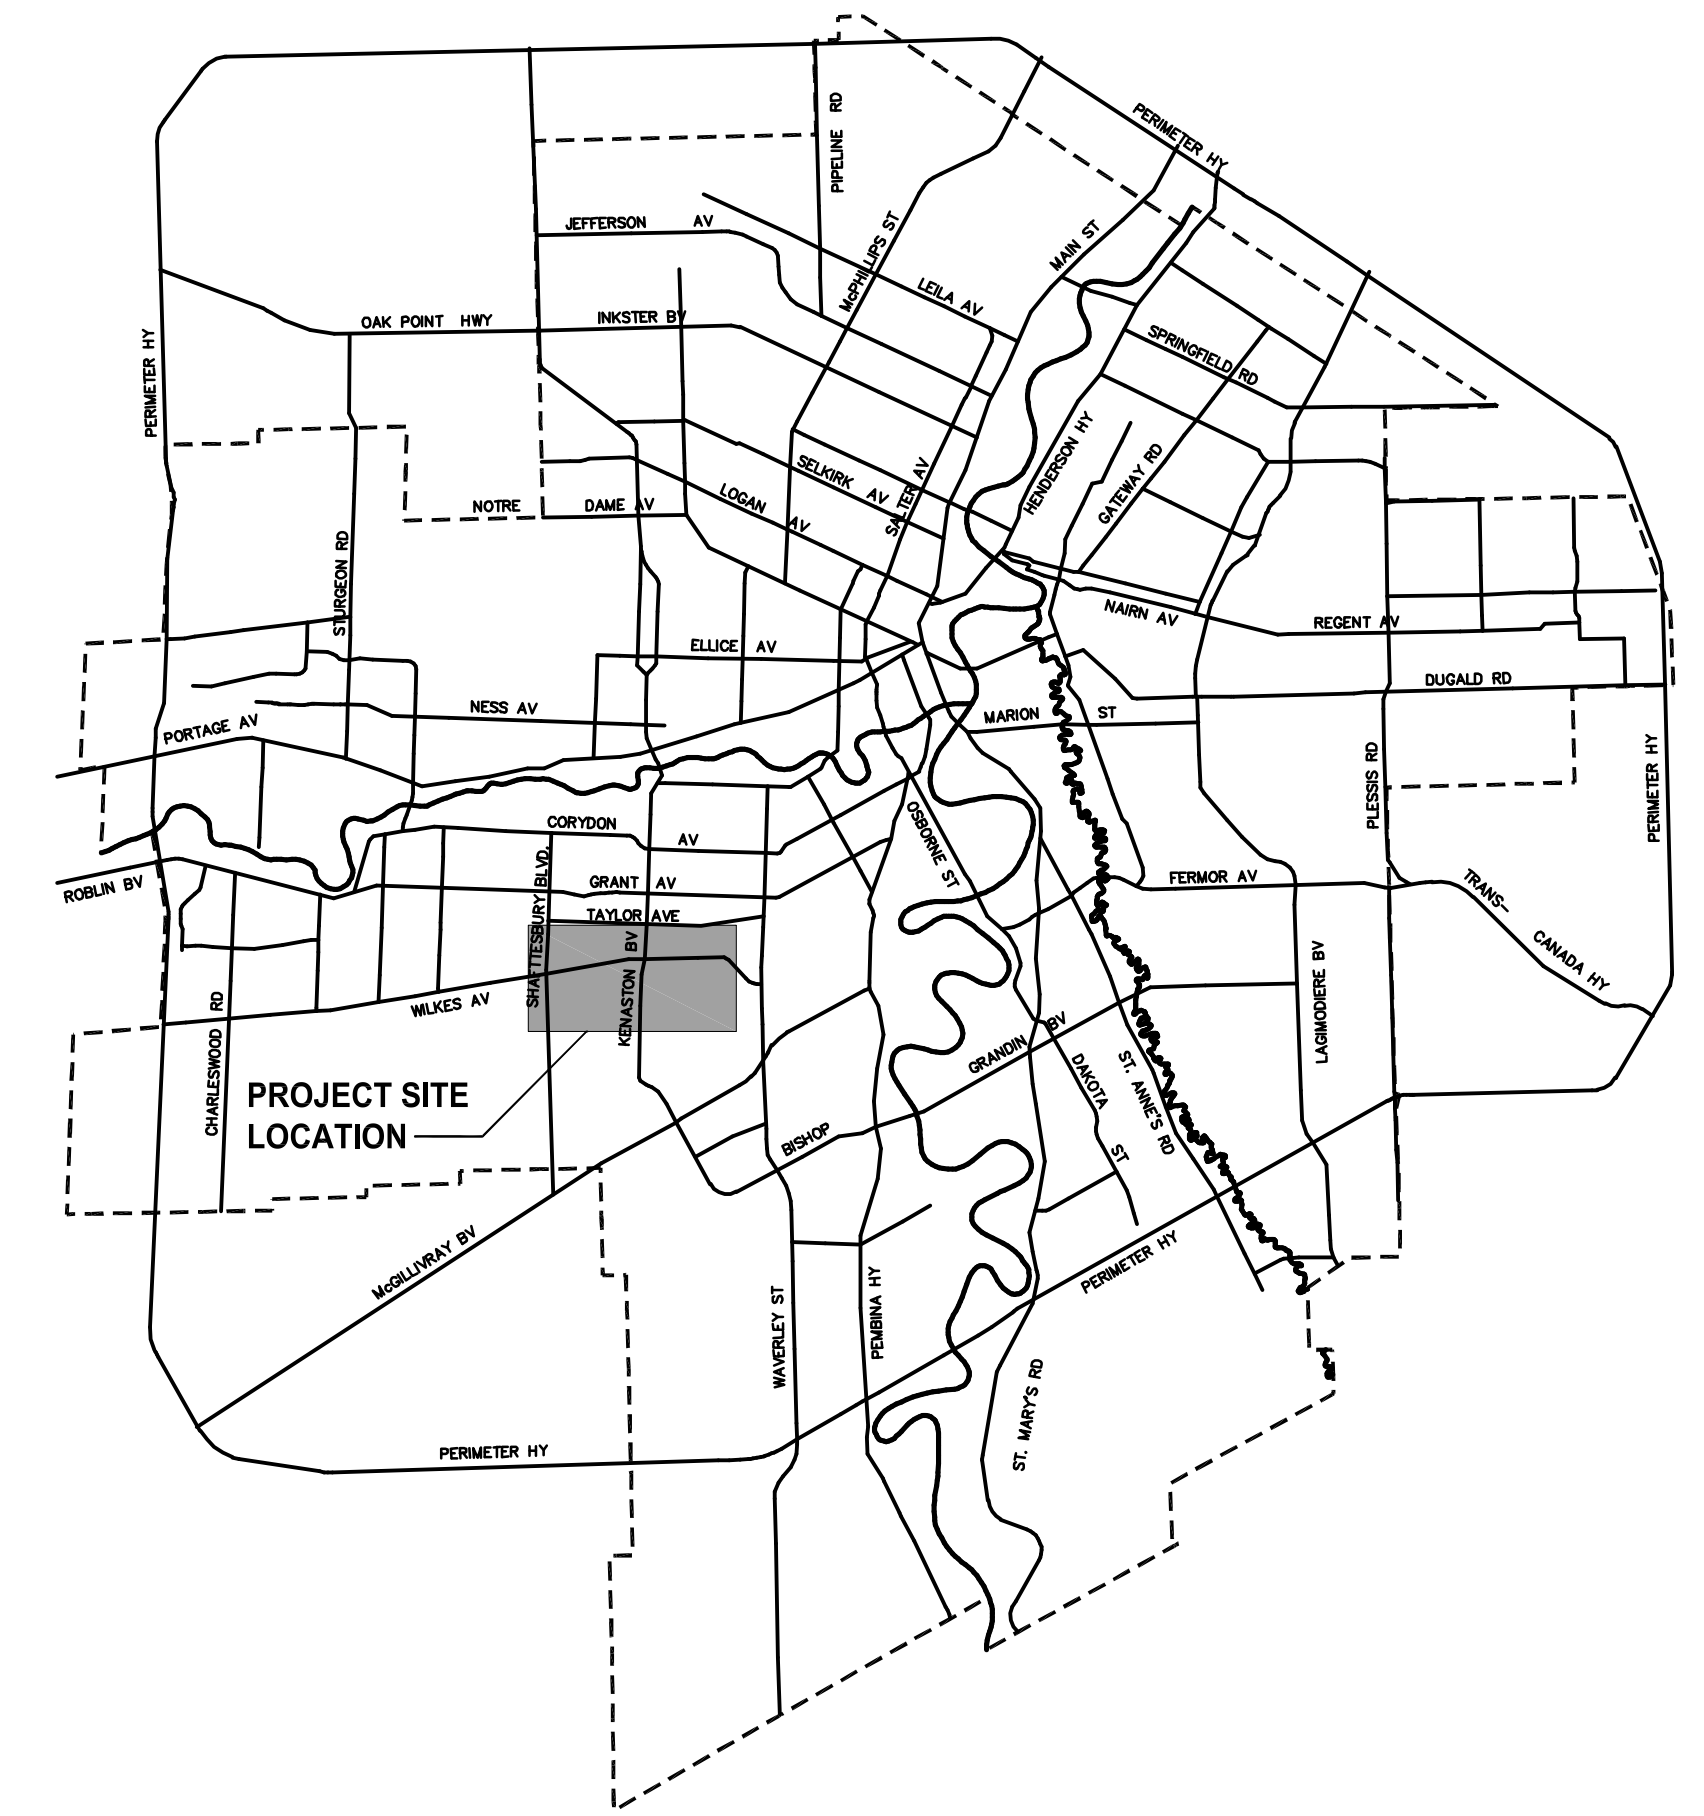 PERIMETER HY
PIPELINE RD
JEFFERSON AV
McPHILLIPS ST
MAIN ST
LEILA AV
OAK POINT HWY
INKSTER BV
PERIMETER HY
SPRINGFIELD RD
HENDERSON HY
GATEWAY RD
SELKIRK AV
SALTER AV
LOGAN AV
NOTRE DAME AV
STURGEON RD
NAIRN AV
REGENT AV
ELLICE AV
DUGALD RD
NESS AV
MARION ST
PORTAGE AV
PLESSIS RD
PERIMETER HY
CORYDON AV
OSBORNE ST
ROBLIN BV
GRANT AV
FERMOR AV
TRANS-
CANADA HY
SHAFTESBURY BLVD.
TAYLOR AVE
KENASTON BV
WILKES AV
CHARLESWOOD RD
LAGIMODIERE BV
GRANDIN BV
DAKOTA ST
ST. ANNE'S RD
PROJECT SITE
LOCATION
BISHOP
McGILLIVRAY BV
PERIMETER HY
WAVERLEY ST
PEMBINA HY
ST. MARY'S RD
PERIMETER HY